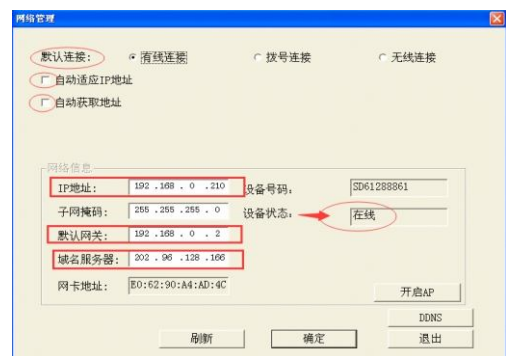 网络管理
默认连接: 有线连接 拨号连接 无线连接
自动适应IP地址
自动获取地址
网络信息
IP地址: 192 .168 . 0 .210 设备号码: SD61288861
子网掩码: 255 .255 .255 . 0 设备状态: 在线
默认网关: 192 .168 . 0 . 2
域名服务器: 202 . 96 .128 .166
网卡地址: E0:62:90:A4:AD:4C 开启AP
DDNS
刷新 确定 退出